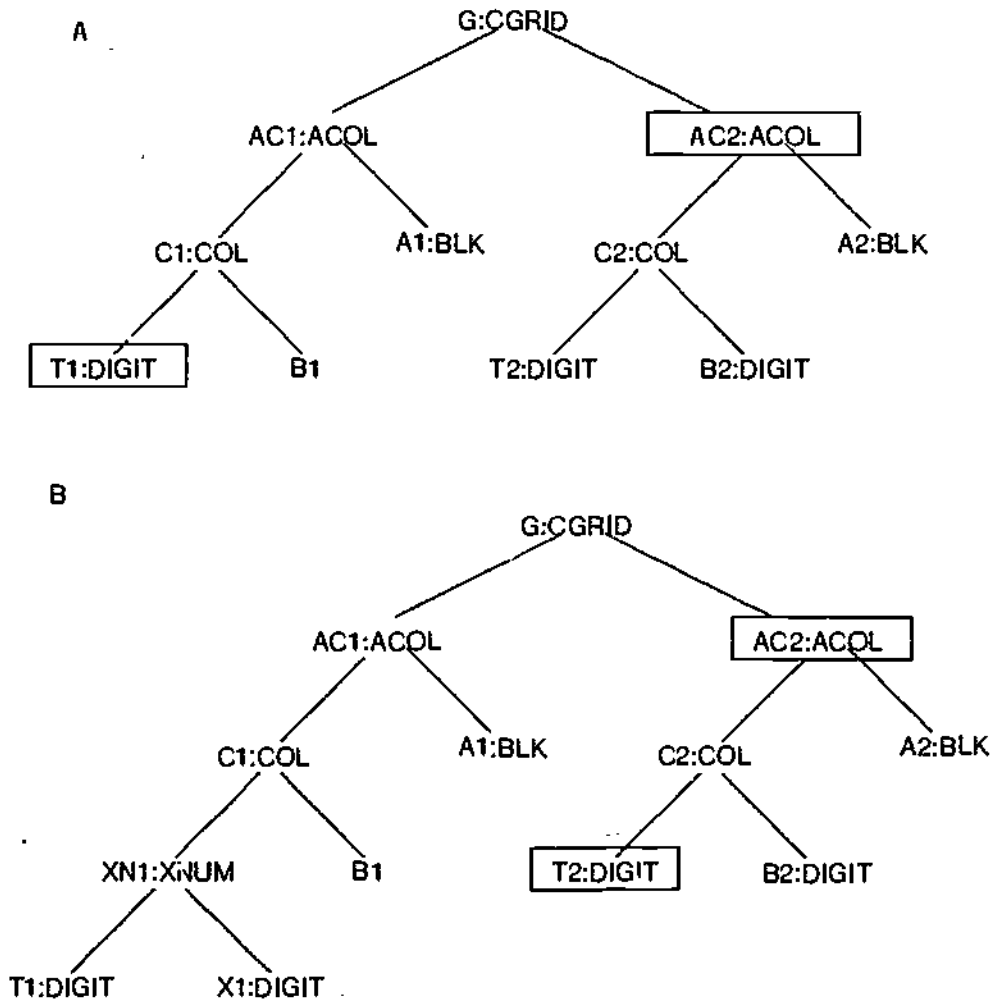 A
G:CGRID
AC1:ACOL AC2:ACOL
C1:COL A1:BLK C2:COL A2:BLK
T1:DIGIT B1 T2:DIGIT B2:DIGIT
B
G:CGRID
AC1:ACOL AC2:ACOL
C1:COL A1:BLK C2:COL A2:BLK
XN1:XNUM B1 T2:DIGIT B2:DIGIT
T1:DIGIT X1:DIGIT